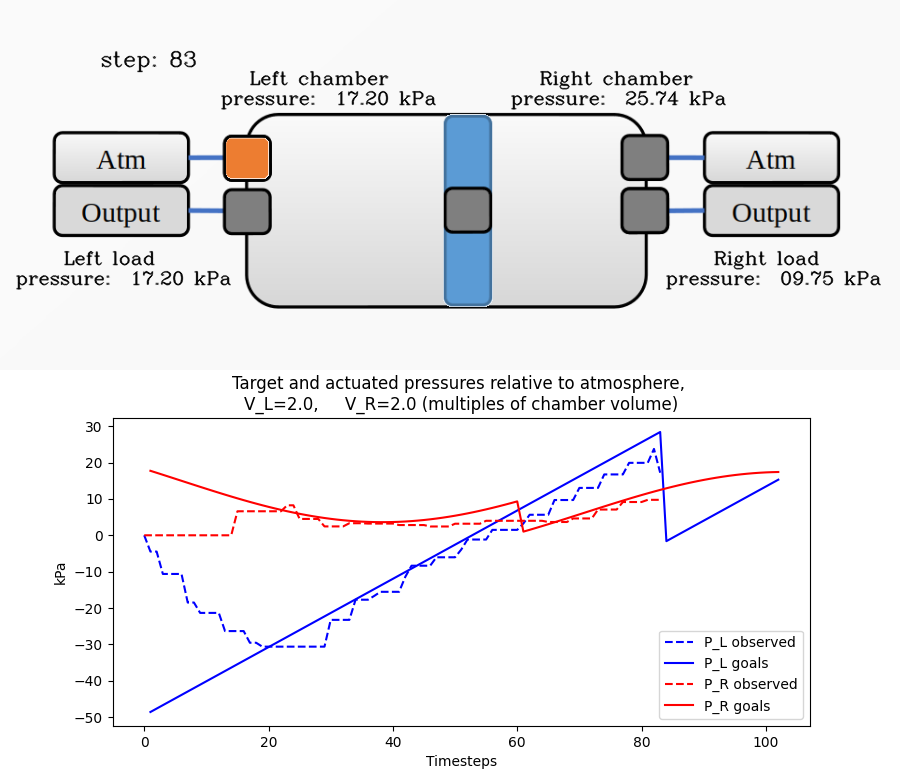 step: 83
Left chamber
pressure: 17.20 kPa
Right chamber
pressure: 25.74 kPa
Atm
Output
Atm
Output
Left load
pressure: 17.20 kPa
Right load
pressure: 09.75 kPa
Target and actuated pressures relative to atmosphere,
V_L=2.0, V_R=2.0 (multiples of chamber volume)
30
20
10
0
−10
−20
−30
−40
−50
kPa
0 20 40 60 80 100
Timesteps
P_L observed
P_L goals
P_R observed
P_R goals